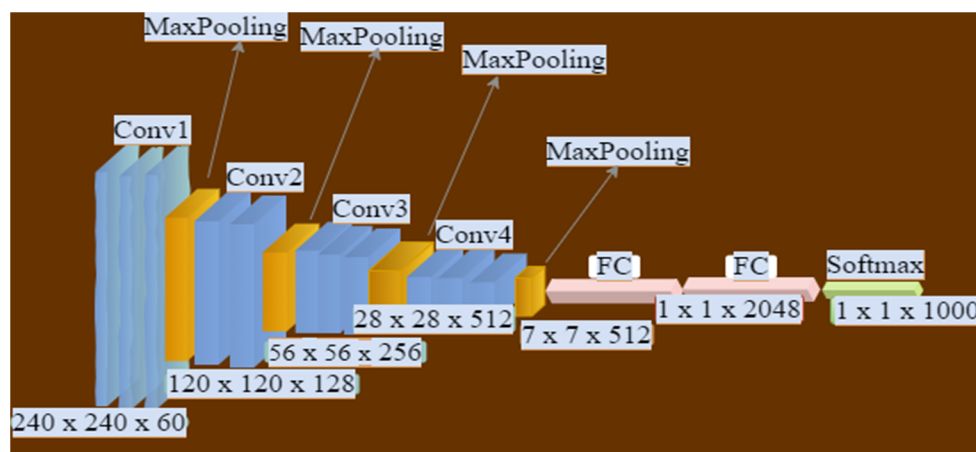 MaxPooling
MaxPooling
MaxPooling
MaxPooling
Conv1
Conv2
Conv3
Conv4
FC
FC
Softmax
240 x 240 x 60
120 x 120 x 128
56 x 56 x 256
28 x 28 x 512
7 x 7 x 512
1 x 1 x 2048
1 x 1 x 1000